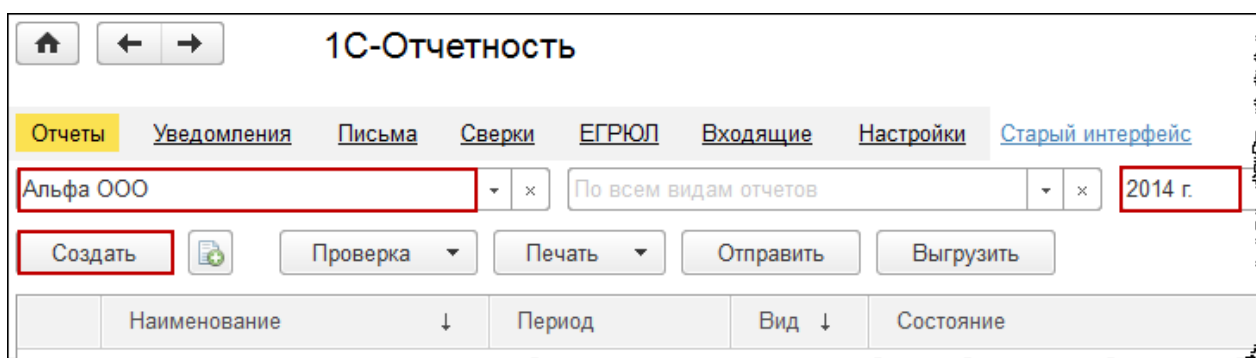 1С-Отчетность
Отчеты Уведомления Письма Сверки ЕГРЮЛ Входящие Настройки Старый интерфейс
Альфа ООО По всем видам отчетов 2014 г.
Создать Проверка Печать Отправить Выгрузить
Наименование ↓ Период Вид ↓ Состояние